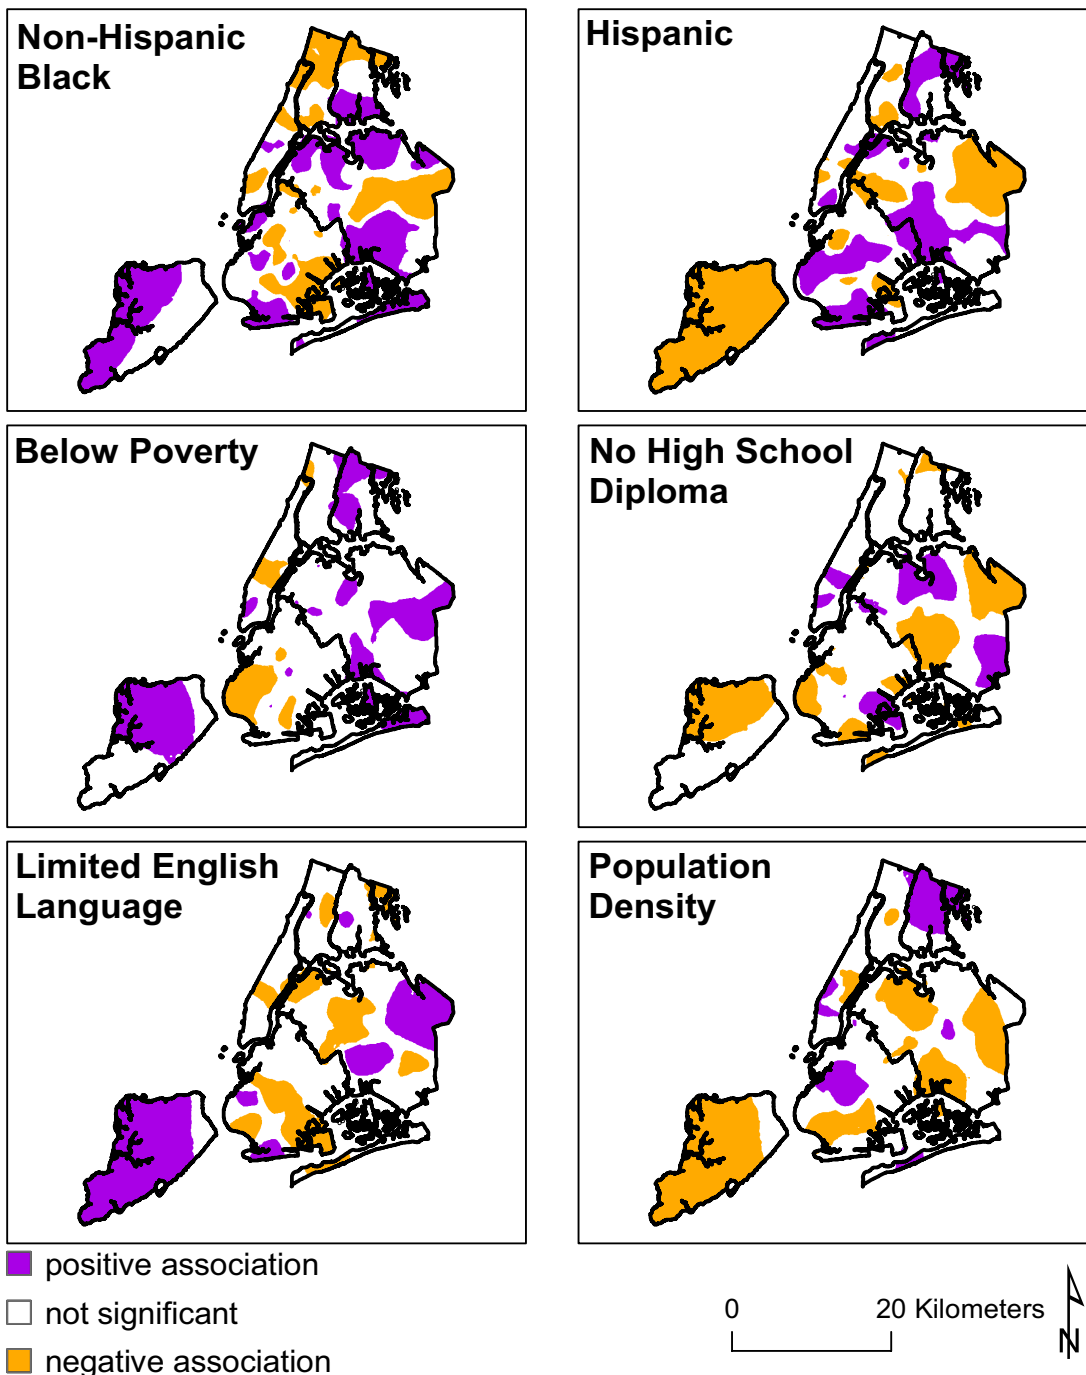 Non-Hispanic
Black
Hispanic
Below Poverty
No High School
Diploma
Limited English
Language
Population
Density
positive association
not significant
negative association
0 20 Kilometers
N